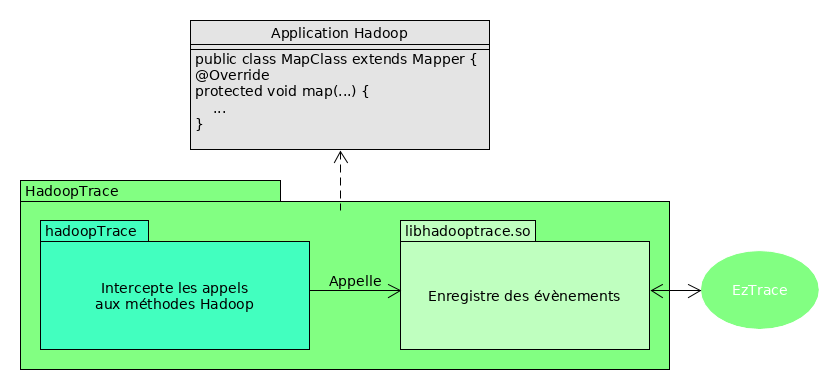 Application Hadoop
public class MapClass extends Mapper {
@Override
protected void map(...) {
...
}
HadoopTrace
hadoopTrace
Intercepte les appels
aux méthodes Hadoop
Appelle
libhadooptrace.so
Enregistre des évènements
EzTrace